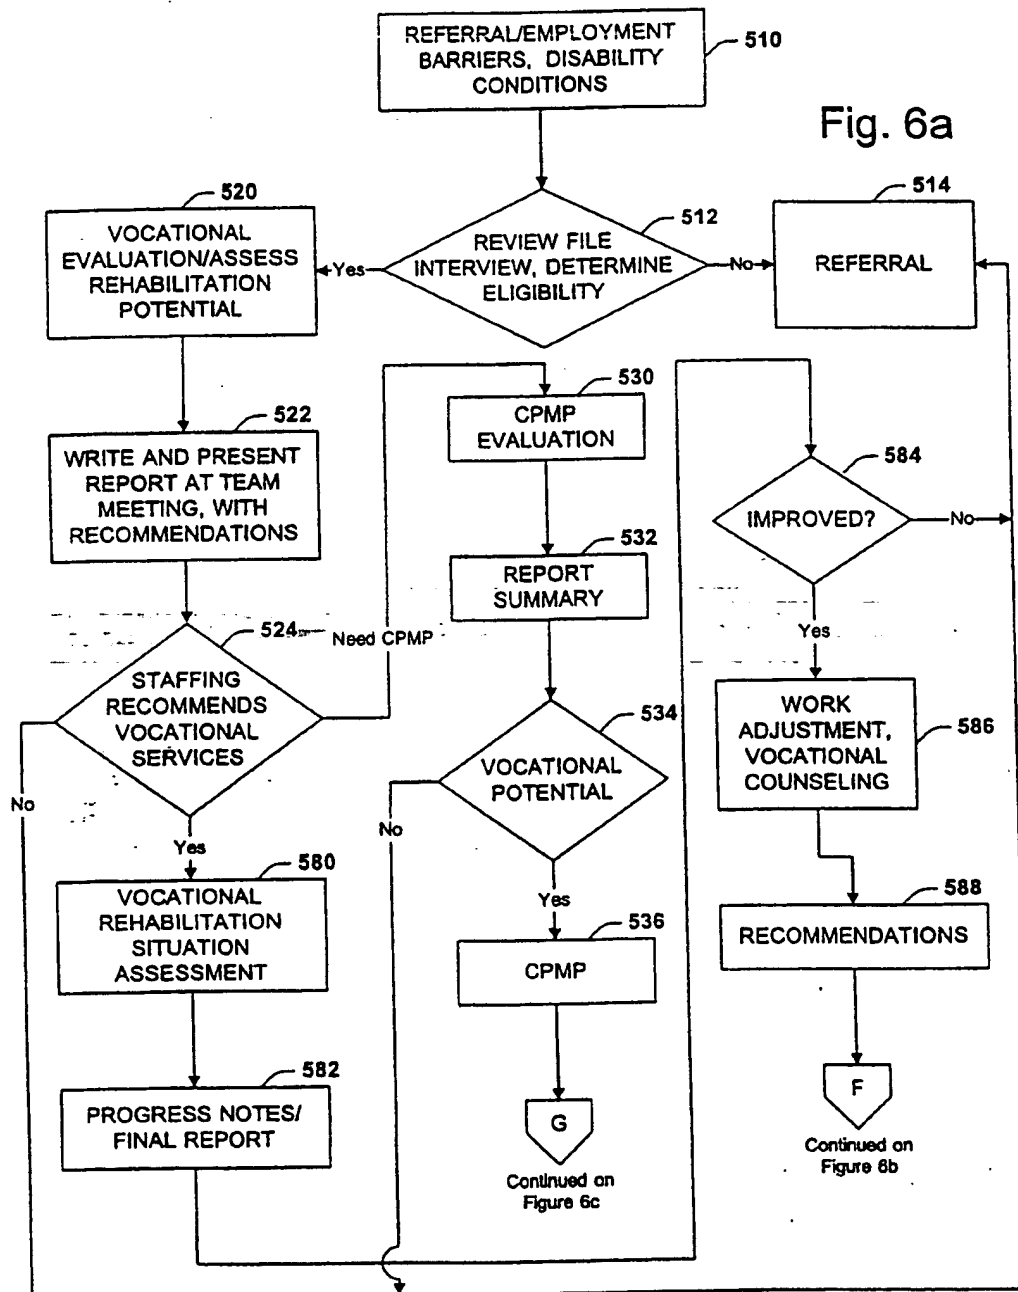 REFERRAL/EMPLOYMENT
BARRIERS, DISABILITY
CONDITIONS
510
Fig. 6a
520
VOCATIONAL
EVALUATION/ASSESS
REHABILITATION
POTENTIAL
Yes
REVIEW FILE
INTERVIEW, DETERMINE
ELIGIBILITY
512
No
514
REFERRAL
522
WRITE AND PRESENT
REPORT AT TEAM
MEETING, WITH
RECOMMENDATIONS
530
CPMP
EVALUATION
584
IMPROVED?
No
Yes
532
REPORT
SUMMARY
524
Need CPMP
STAFFING
RECOMMENDS
VOCATIONAL
SERVICES
No
Yes
534
VOCATIONAL
POTENTIAL
No
Yes
WORK
ADJUSTMENT,
VOCATIONAL
COUNSELING
586
580
VOCATIONAL
REHABILITATION
SITUATION
ASSESSMENT
536
CPMP
588
RECOMMENDATIONS
582
PROGRESS NOTES/
FINAL REPORT
G
Continued on
Figure 6c
F
Continued on
Figure 6b